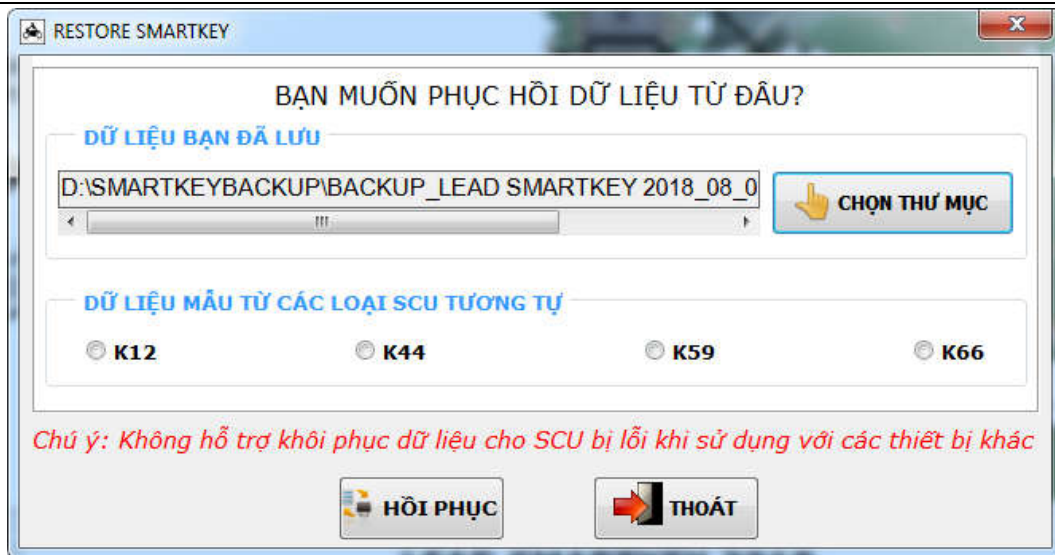 RESTORE SMARTKEY
BẠN MUỐN PHỤC HỒI DỮ LIỆU TỪ ĐÂU?
DỮ LIỆU BẠN ĐÃ LƯU
D:\SMARTKEYBACKUP\BACKUP_LEAD SMARTKEY 2018_08_0
CHỌN THƯ MỤC
DỮ LIỆU MẪU TỪ CÁC LOẠI SCU TƯƠNG TỰ
K12 K44 K59 K66
Chú ý: Không hỗ trợ khôi phục dữ liệu cho SCU bị lỗi khi sử dụng với các thiết bị khác
HỒI PHỤC THOÁT